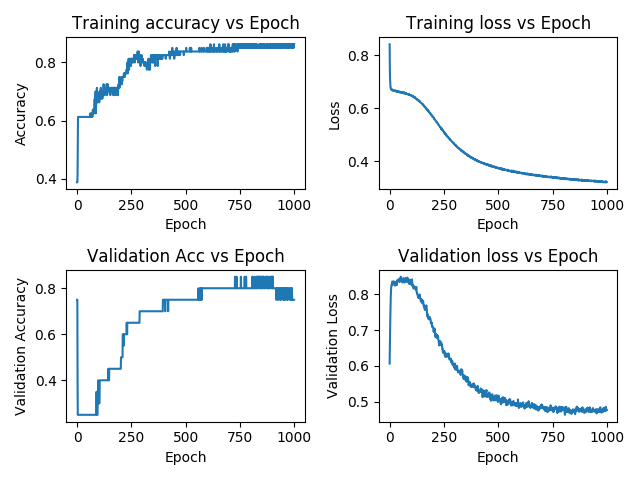 Training accuracy vs Epoch
Accuracy
0.8
0.6
0.4
0 250 500 750 1000
Epoch
Training loss vs Epoch
Loss
0.8
0.6
0.4
0 250 500 750 1000
Epoch
Validation Acc vs Epoch
Validation Accuracy
0.8
0.6
0.4
0 250 500 750 1000
Epoch
Validation loss vs Epoch
Validation Loss
0.8
0.7
0.6
0.5
0 250 500 750 1000
Epoch